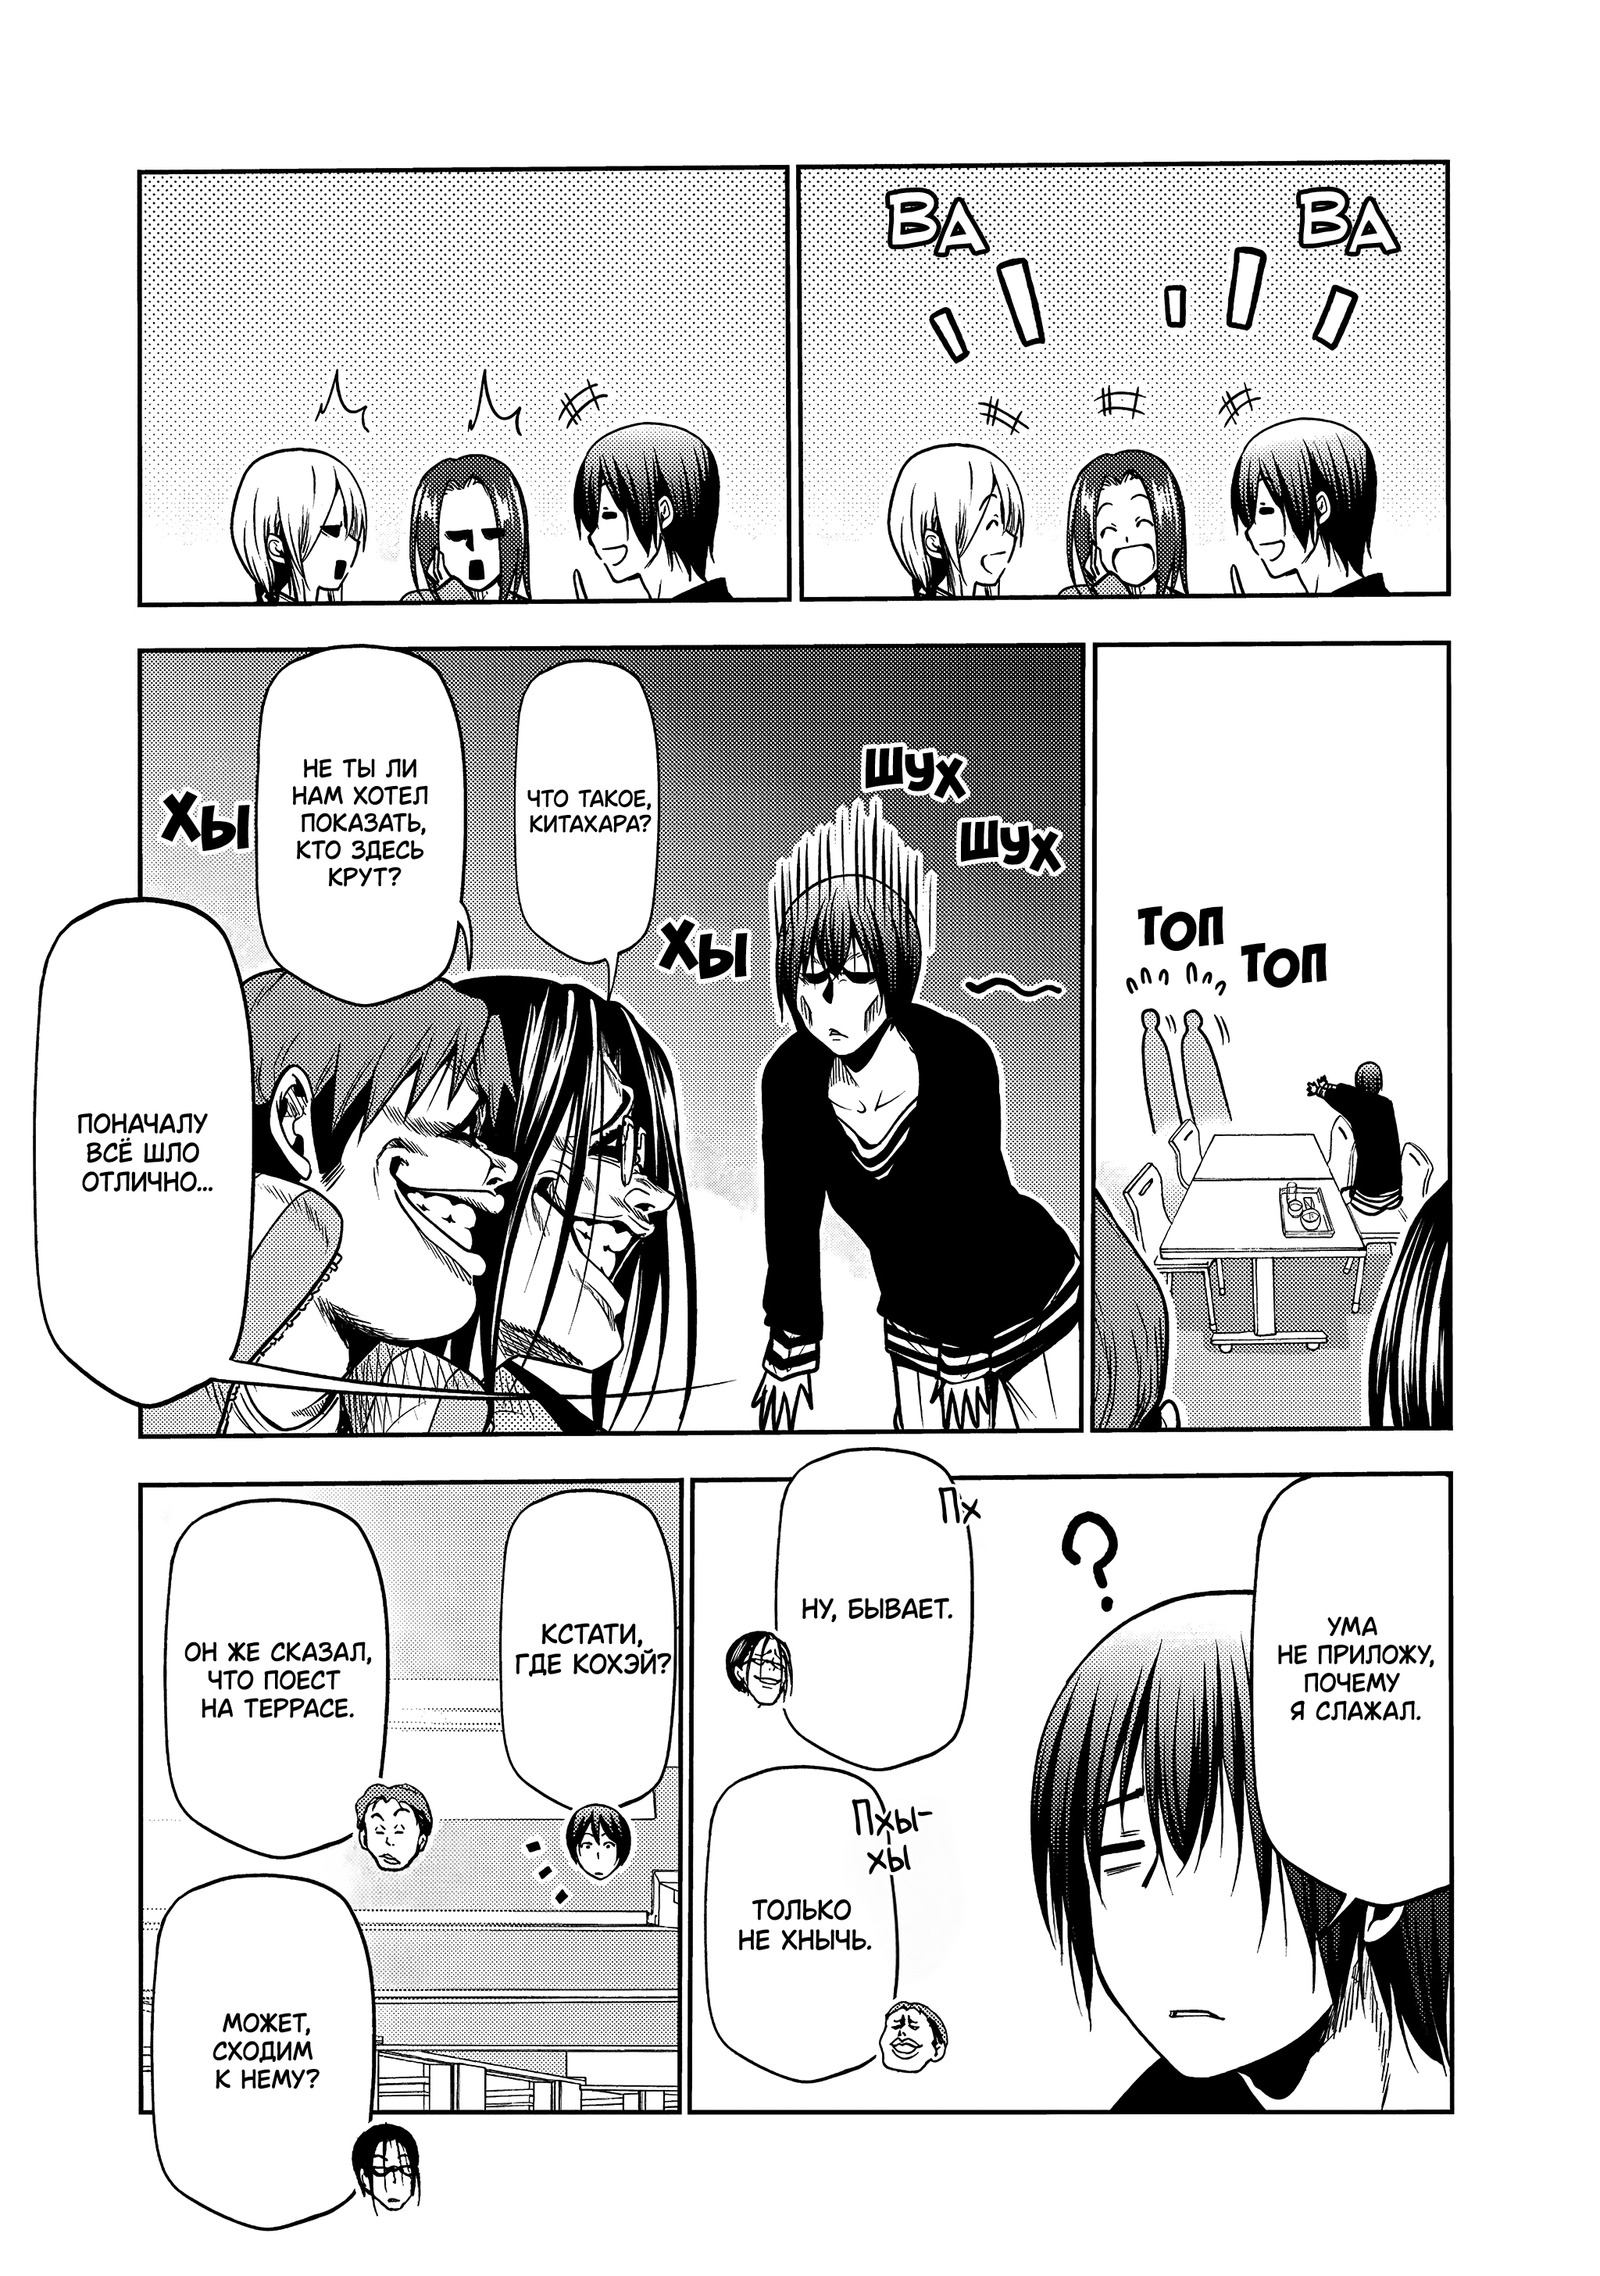 ВА
ВА
ТОП
ТОП
ШУХ
ШУХ
ХЫ
ЧТО ТАКОЕ,
КИТАХАРА?
НЕ ТЫ ЛИ
НАМ ХОТЕЛ
ПОКАЗАТЬ,
КТО ЗДЕСЬ
КРУТ?
ХЫ
ПОНАЧАЛУ
ВСЁ ШЛО
ОТЛИЧНО...
УМА
НЕ ПРИЛОЖУ,
ПОЧЕМУ
Я СЛАЖАЛ.
?
ПХ
НУ, БЫВАЕТ.
ПХЫ-
ХЫ
ТОЛЬКО
НЕ ХНЫЧЬ.
КСТАТИ,
ГДЕ КОХЭЙ?
ОН ЖЕ СКАЗАЛ,
ЧТО ПОЕСТ
НА ТЕРРАСЕ.
МОЖЕТ,
СХОДИМ
К НЕМУ?